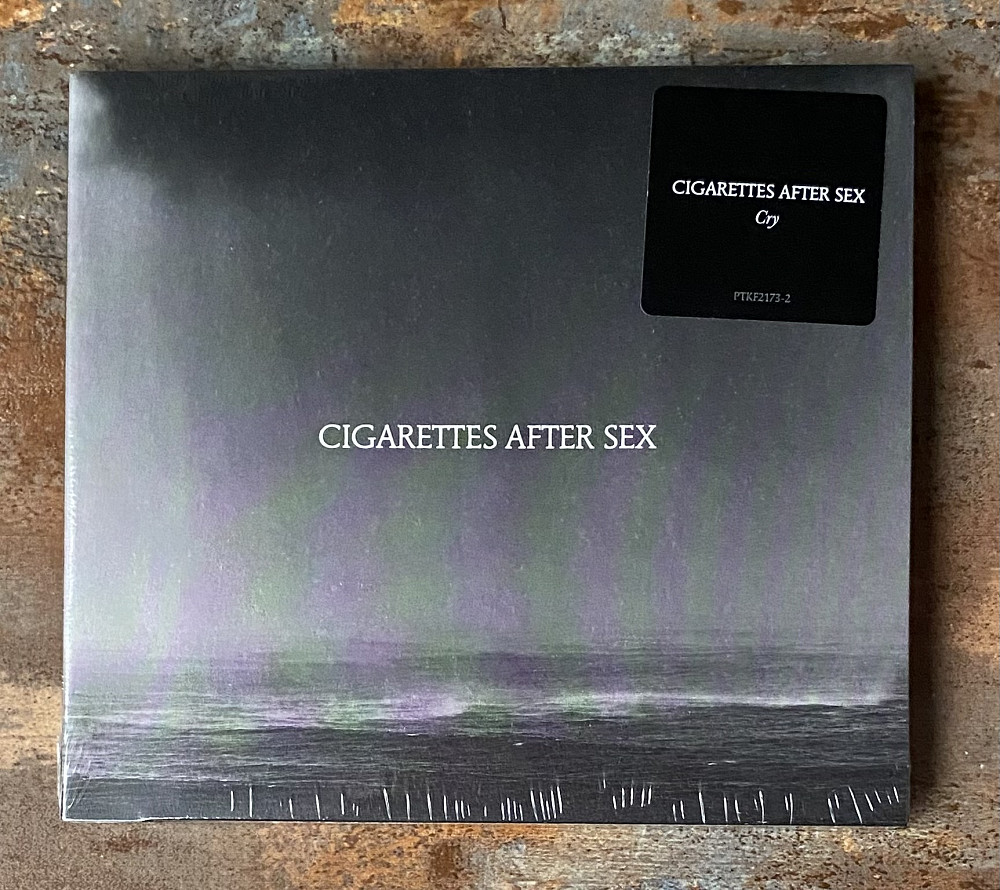 CIGARETTES AFTER SEX
Cry
PTKF2173-2
CIGARETTES AFTER SEX